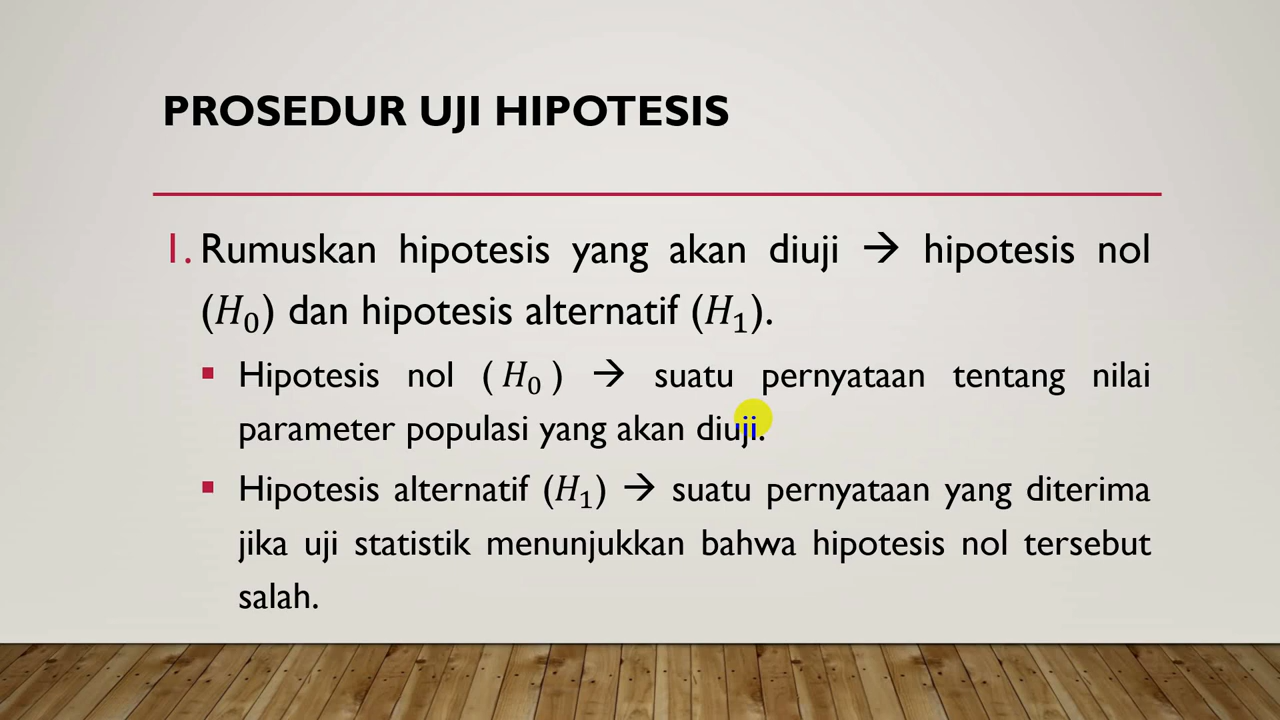 PROSEDUR UJI HIPOTESIS
1. Rumuskan hipotesis yang akan diuji → hipotesis nol
(H₀) dan hipotesis alternatif (H₁).
▪ Hipotesis nol ( H₀ ) → suatu pernyataan tentang nilai
parameter populasi yang akan diuji.
▪ Hipotesis alternatif (H₁) → suatu pernyataan yang diterima
jika uji statistik menunjukkan bahwa hipotesis nol tersebut
salah.